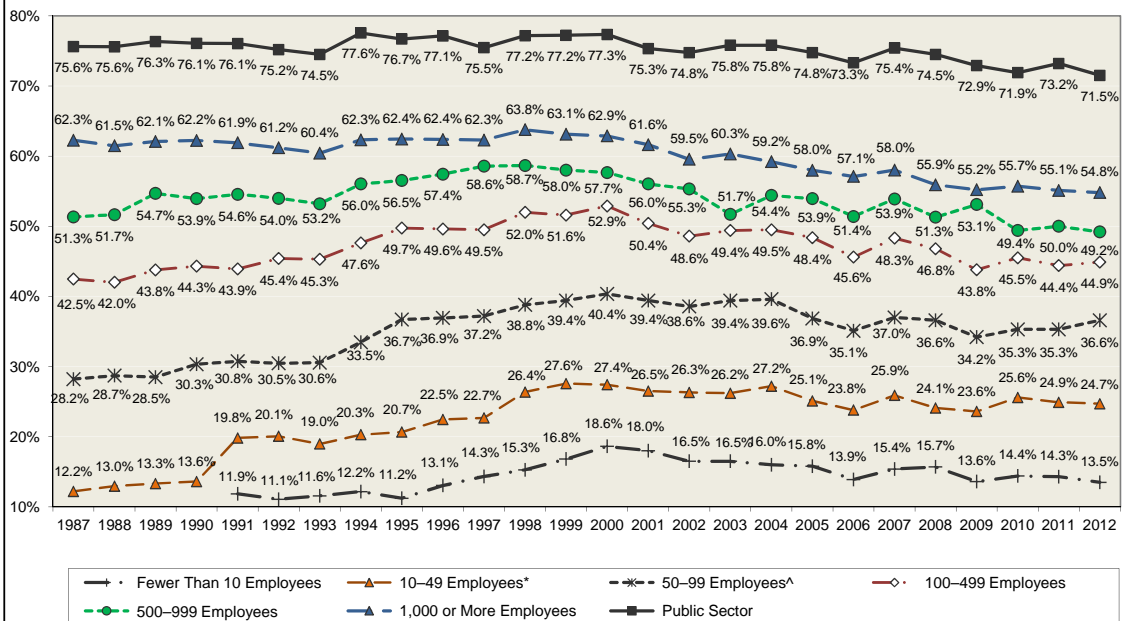 80%
75.6% 75.6% 76.3% 76.1% 76.1% 75.2% 74.5% 77.6% 76.7% 77.1% 75.5% 77.2% 77.2% 77.3% 75.3% 74.8% 75.8% 75.8% 74.8% 73.3% 75.4% 74.5% 72.9% 71.9% 73.2% 71.5%
70%
62.3% 61.5% 62.1% 62.2% 61.9% 61.2% 60.4% 62.3% 62.4% 62.4% 62.3% 63.8% 63.1% 62.9% 61.6% 59.5% 60.3% 59.2% 58.0% 57.1% 58.0% 55.9% 55.2% 55.7% 55.1% 54.8%
60%
51.3% 51.7% 54.7% 53.9% 54.6% 54.0% 53.2% 56.0% 56.5% 57.4% 58.6% 58.7% 58.0% 57.7% 56.0% 55.3% 51.7% 54.4% 53.9% 51.4% 53.9% 51.3% 53.1% 49.4% 50.0% 49.2%
50%
42.5% 42.0% 43.8% 44.3% 43.9% 45.4% 45.3% 47.6% 49.7% 49.6% 49.5% 52.0% 51.6% 52.9% 50.4% 48.6% 49.4% 49.5% 48.4% 45.6% 48.3% 46.8% 43.8% 45.5% 44.4% 44.9%
40%
28.2% 28.7% 28.5% 30.3% 30.8% 30.5% 30.6% 33.5% 36.7% 36.9% 37.2% 38.8% 39.4% 40.4% 39.4% 38.6% 39.4% 39.6% 36.9% 35.1% 37.0% 36.6% 34.2% 35.3% 35.3% 36.6%
30%
12.2% 13.0% 13.3% 13.6% 19.8% 20.1% 19.0% 20.3% 20.7% 22.5% 22.7% 26.4% 27.6% 27.4% 26.5% 26.3% 26.2% 27.2% 25.1% 23.8% 25.9% 24.1% 23.6% 25.6% 24.9% 24.7%
20%
11.9% 11.1% 11.6% 12.2% 11.2% 13.1% 14.3% 15.3% 16.8% 18.6% 18.0% 16.5% 16.5% 16.0% 15.8% 13.9% 15.4% 15.7% 13.6% 14.4% 14.3% 13.5%
10%
1987 1988 1989 1990 1991 1992 1993 1994 1995 1996 1997 1998 1999 2000 2001 2002 2003 2004 2005 2006 2007 2008 2009 2010 2011 2012
Fewer Than 10 Employees 10–49 Employees* 50–99 Employees^ 100–499 Employees
500–999 Employees 1,000 or More Employees Public Sector